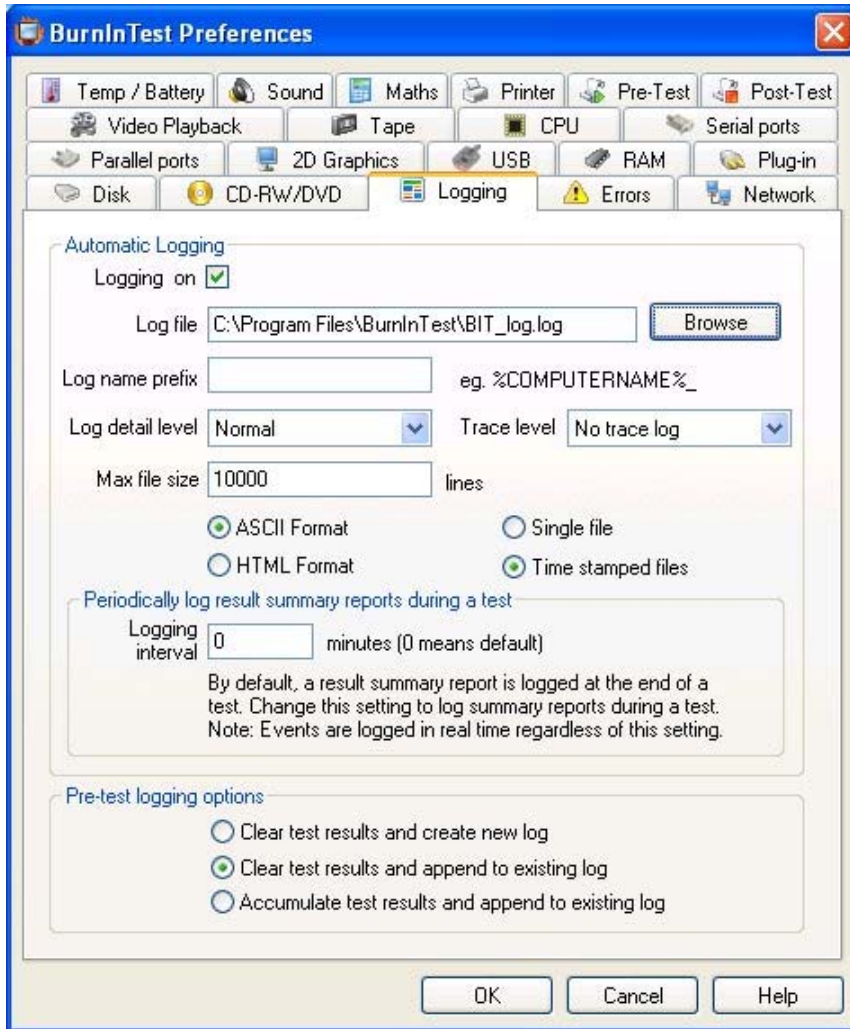 BurnInTest Preferences
Temp / Battery Sound Maths Printer Pre-Test Post-Test
Video Playback Tape CPU Serial ports
Parallel ports 2D Graphics USB RAM Plug-in
Disk CD-RW/DVD Logging Errors Network
Automatic Logging
Logging on
Log file C:\Program Files\BurnInTest\BIT_log.log Browse
Log name prefix eg. %COMPUTERNAME%_
Log detail level Normal Trace level No trace log
Max file size 10000 lines
ASCII Format Single file
HTML Format Time stamped files
Periodically log result summary reports during a test
Logging interval 0 minutes (0 means default)
By default, a result summary report is logged at the end of a
test. Change this setting to log summary reports during a test.
Note: Events are logged in real time regardless of this setting.
Pre-test logging options
Clear test results and create new log
Clear test results and append to existing log
Accumulate test results and append to existing log
OK Cancel Help